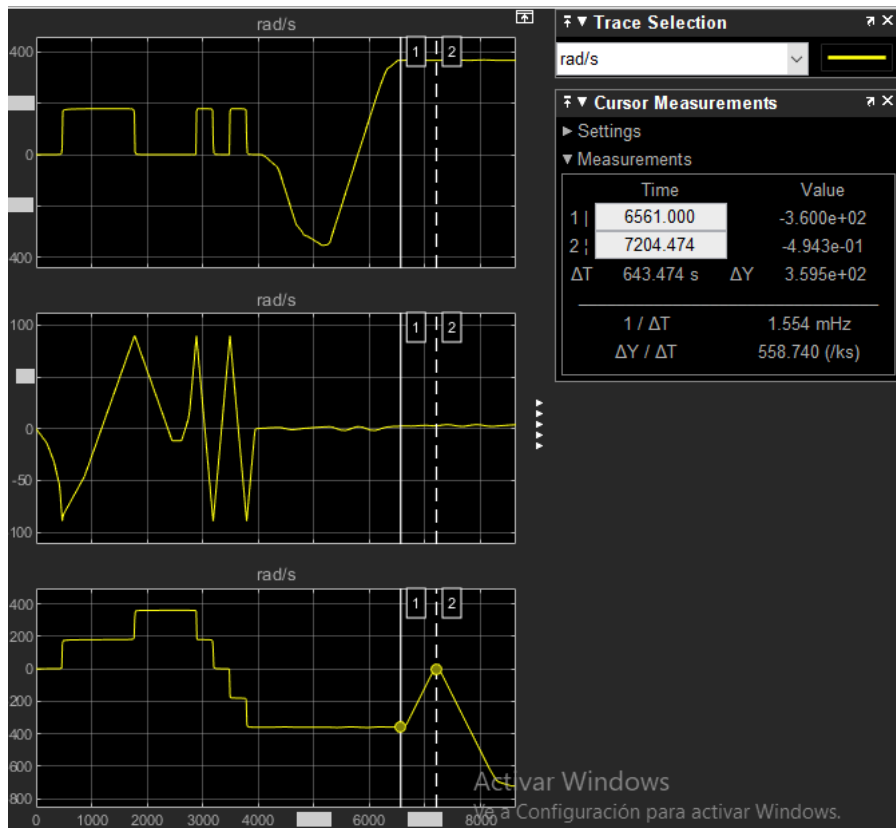 rad/s
400
0
400
1
2
rad/s
100
0
-50
100
1
2
rad/s
400
200
0
200
400
600
800
1
2
0
1000
2000
3000
4000
6000
8000
Trace Selection
rad/s
Cursor Measurements
Settings
Measurements
Time Value
1 | 6561.000 -3.600e+02
2 ¦ 7204.474 -4.943e-01
ΔT 643.474 s ΔY 3.595e+02
1 / ΔT 1.554 mHz
ΔY / ΔT 558.740 (/ks)
Activar Windows
Ve a Configuración para activar Windows.